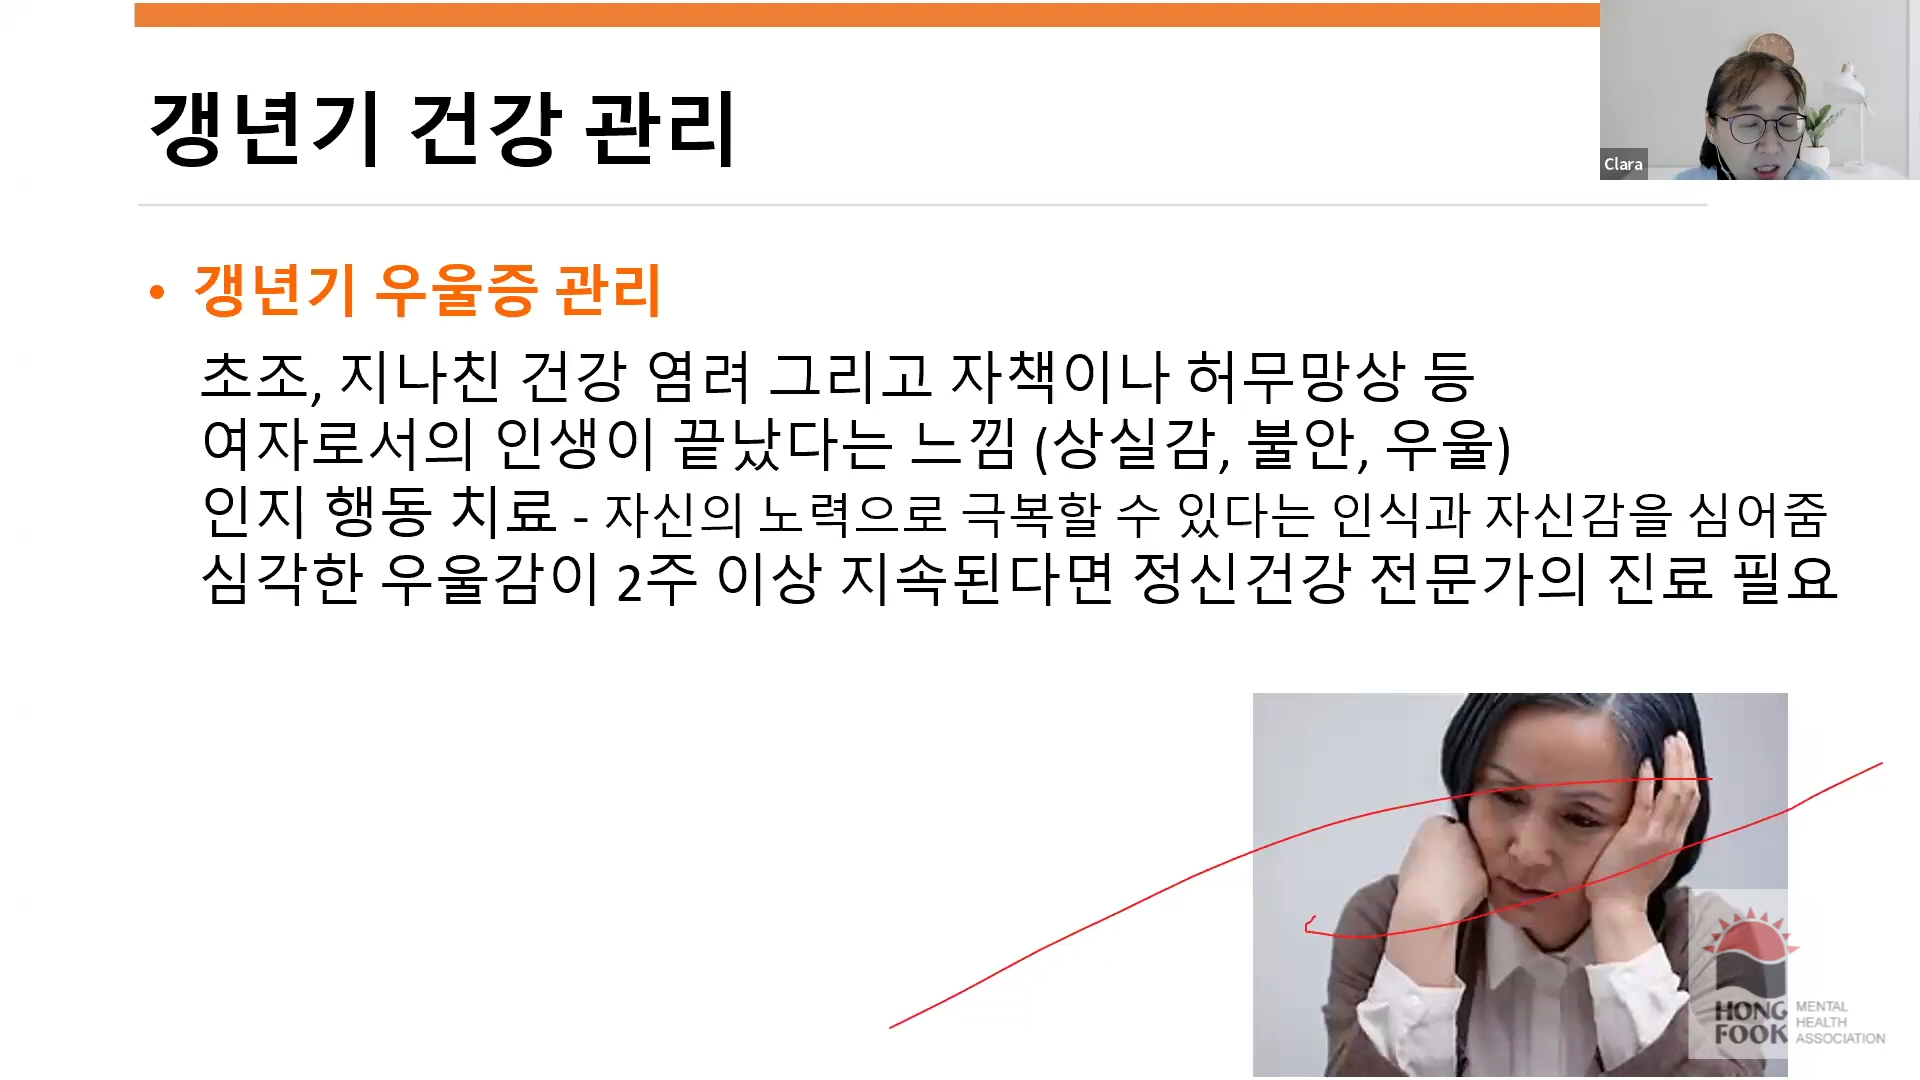 갱년기 건강 관리
Clara
• 갱년기 우울증 관리
초조, 지나친 건강 염려 그리고 자책이나 허무망상 등
여자로서의 인생이 끝났다는 느낌 (상실감, 불안, 우울)
인지 행동 치료 - 자신의 노력으로 극복할 수 있다는 인식과 자신감을 심어줌
심각한 우울감이 2주 이상 지속된다면 정신건강 전문가의 진료 필요
HONG FOOK
MENTAL HEALTH ASSOCIATION